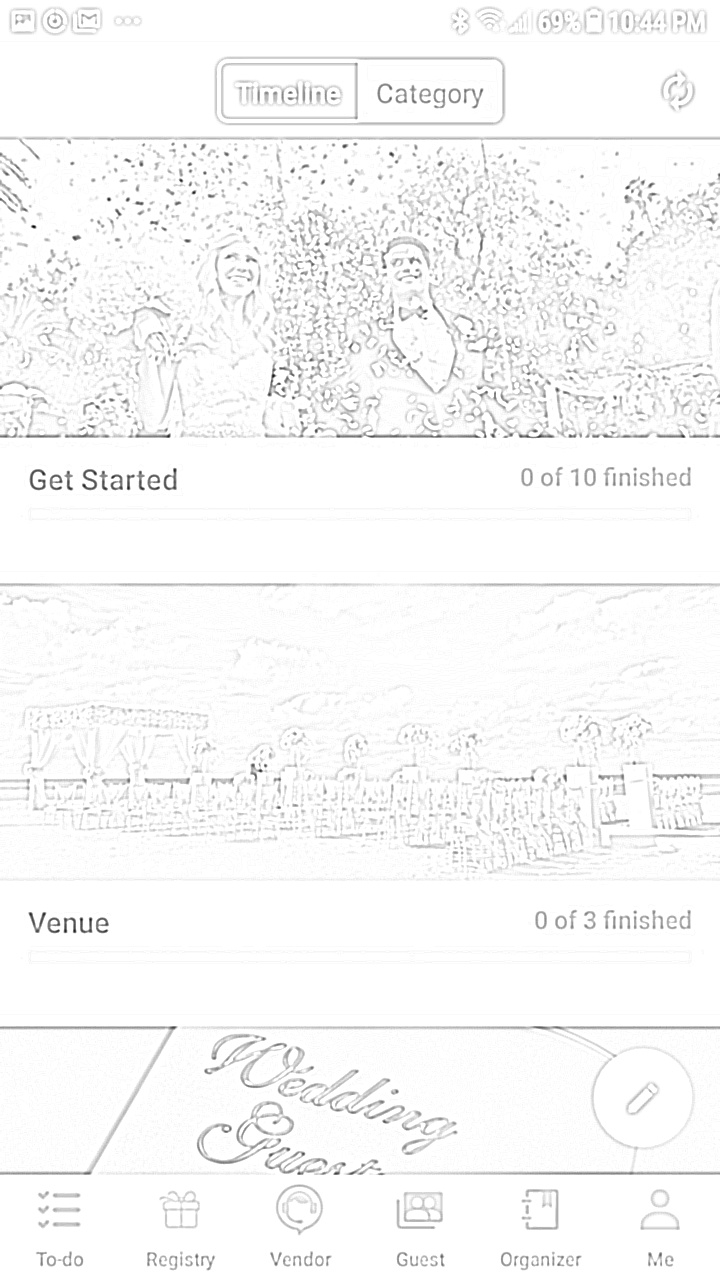 69% 10:44 PM
Timeline Category
Get Started 0 of 10 finished
Venue 0 of 3 finished
Wedding
Guest
To-do Registry Vendor Guest Organizer Me